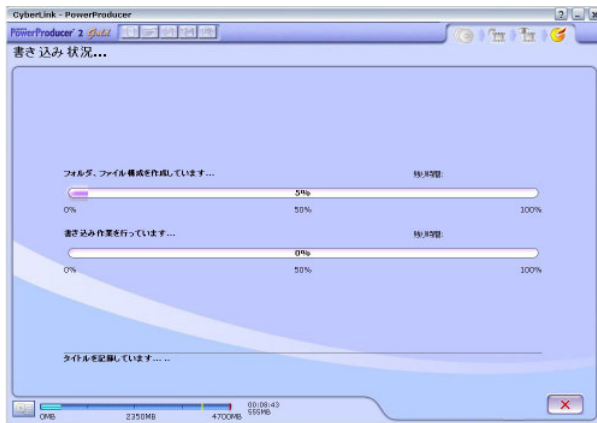 CyberLink - PowerProducer
PowerProducer 2 Gold
書き込み状況...
フォルダ、ファイル構成を作成しています... 残り時間:
5%
0% 50% 100%
書き込み作業を行っています... 残り時間:
0%
0% 50% 100%
タイトルを記録しています... ..
00:08:43
555MB
0MB 2350MB 4700MB